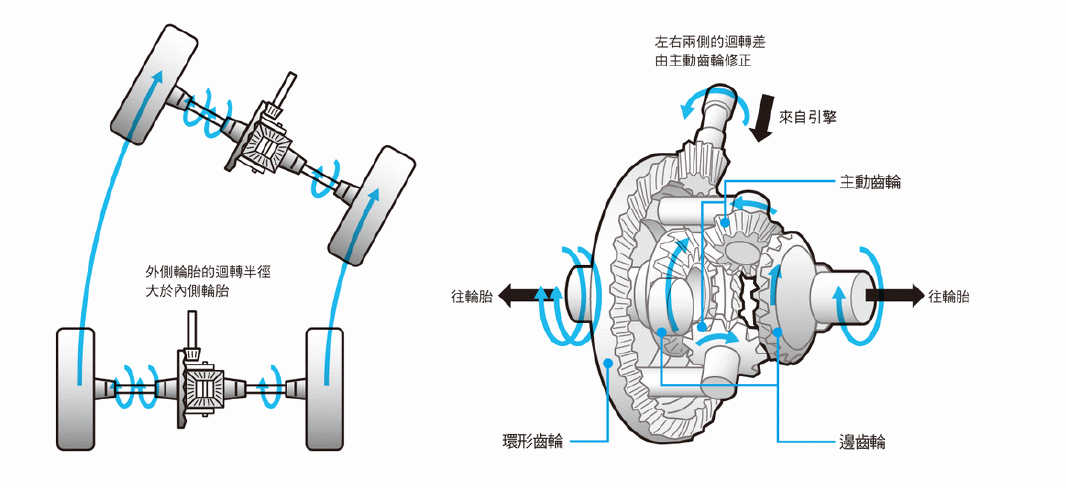 左右兩側的迴轉差
由主動齒輪修正
來自引擎
主動齒輪
外側輪胎的迴轉半徑
大於內側輪胎
往輪胎
往輪胎
環形齒輪
邊齒輪